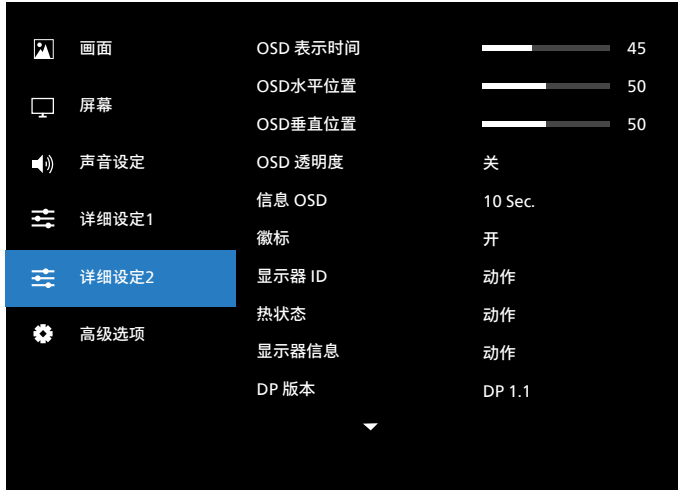 画面
屏幕
声音设定
详细设定1
详细设定2
高级选项
OSD 表示时间 45
OSD水平位置 50
OSD垂直位置 50
OSD 透明度 关
信息 OSD 10 Sec.
徽标 开
显示器 ID 动作
热状态 动作
显示器信息 动作
DP 版本 DP 1.1